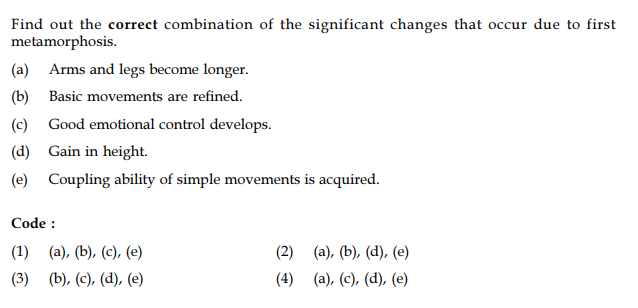 Find out the correct combination of the significant changes that occur due to first
metamorphosis.
(a) Arms and legs become longer.
(b) Basic movements are refined.
(c) Good emotional control develops.
(d) Gain in height.
(e) Coupling ability of simple movements is acquired.
Code :
(1) (a), (b), (c), (e) (2) (a), (b), (d), (e)
(3) (b), (c), (d), (e) (4) (a), (c), (d), (e)